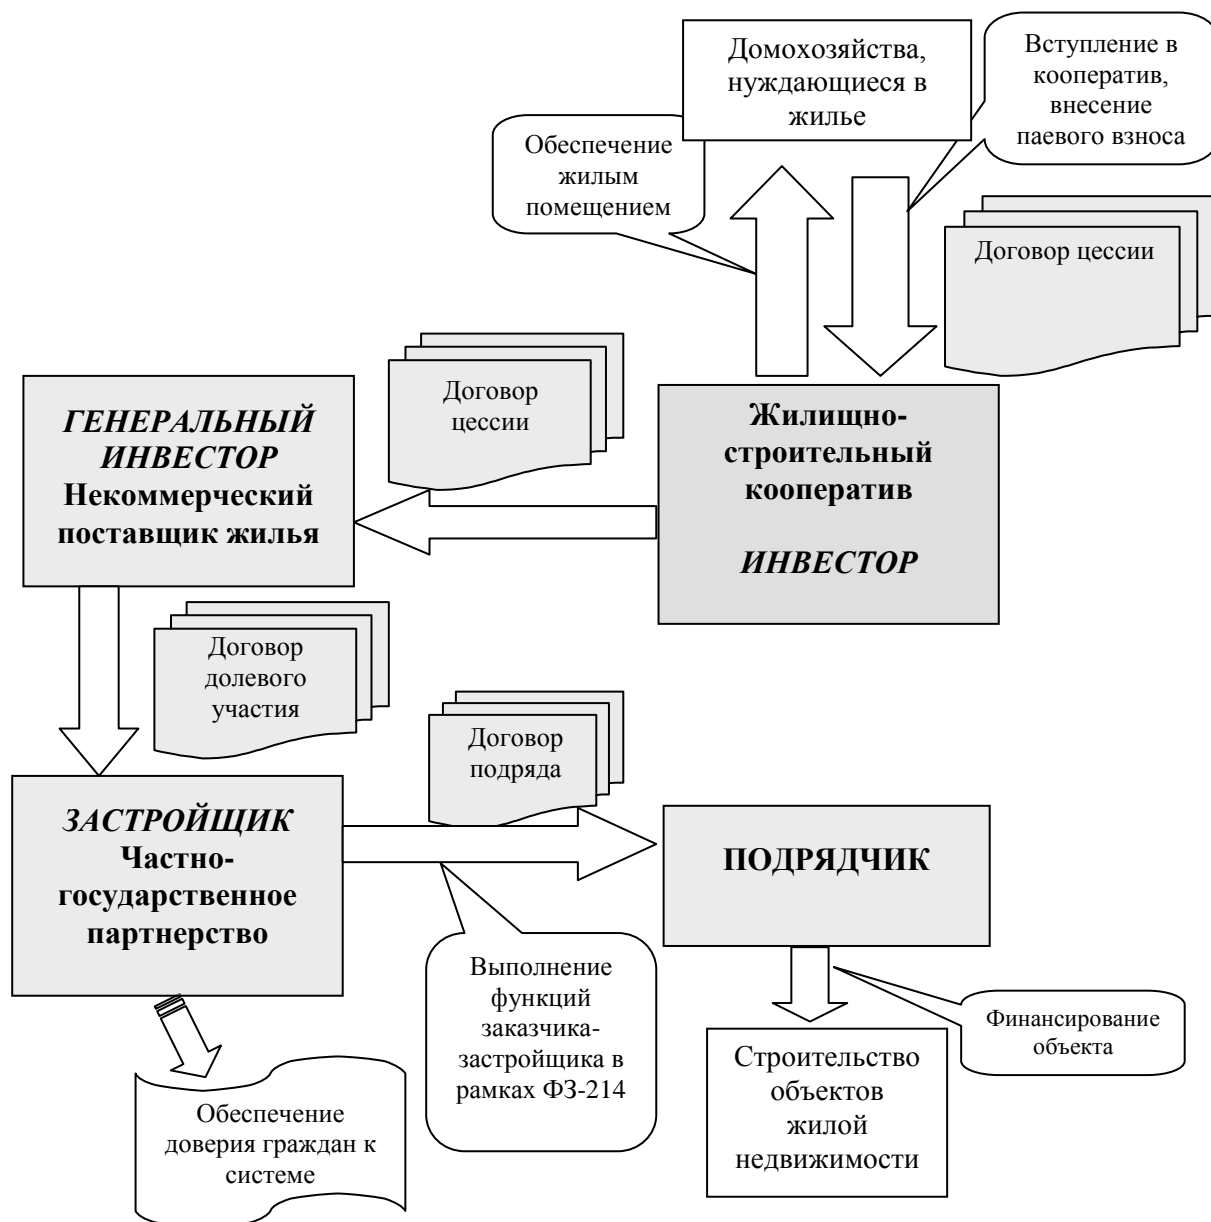 Домохозяйства,
нуждающиеся в
жилье
Вступление в
кооператив,
внесение
паевого взноса
Обеспечение
жилым
помещением
Договор цессии
Договор
цессии
ГЕНЕРАЛЬНЫЙ
ИНВЕСТОР
Некоммерческий
поставщик жилья
Жилищно-
строительный
кооператив
ИНВЕСТОР
Договор
долевого
участия
Договор
подряда
ЗАСТРОЙЩИК
Частно-
государственное
партнерство
ПОДРЯДЧИК
Выполнение
функций
заказчика-
застройщика в
рамках ФЗ-214
Финансирование
объекта
Строительство
объектов
жилой
недвижимости
Обеспечение
доверия граждан к
системе